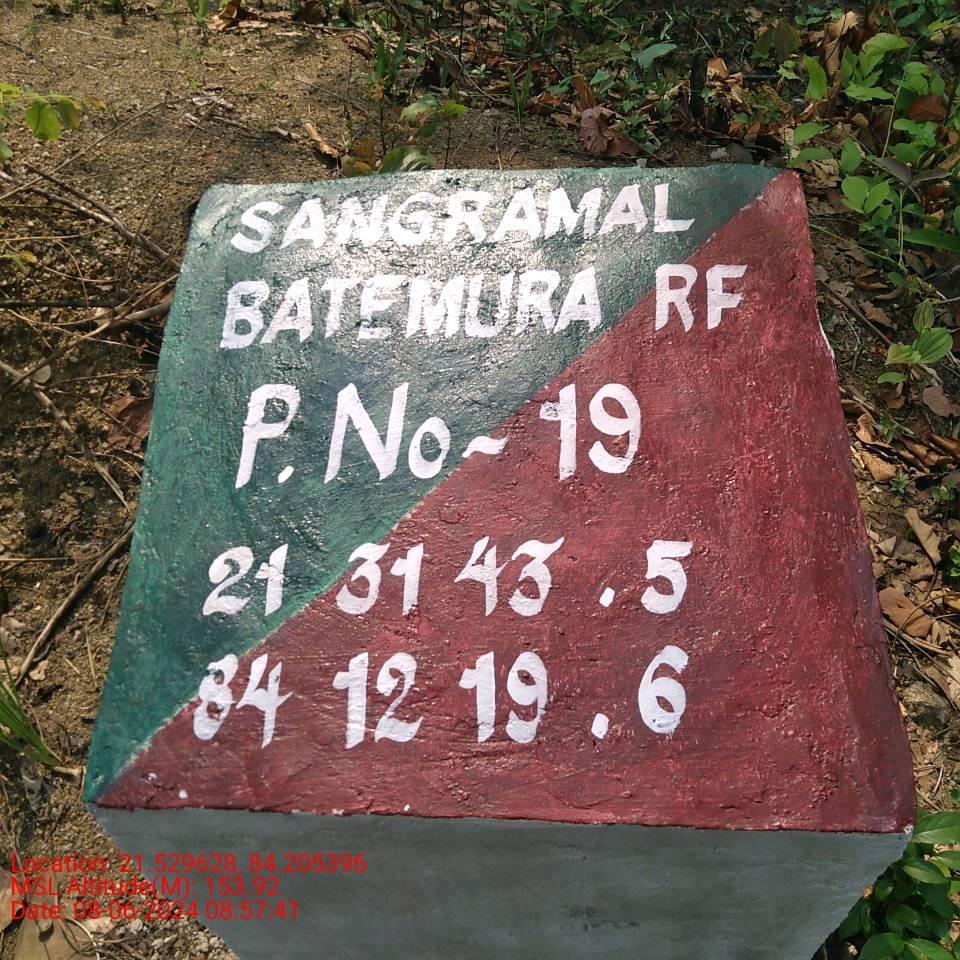 SANGRAMAL
BATEMURA RF
P. No~ 19
21 31 43 . 5
84 12 19 . 6
Location: 21.529628, 84.205396
MSL Altitude(M): 153.92
Date: 08-06-2024 08:57:41